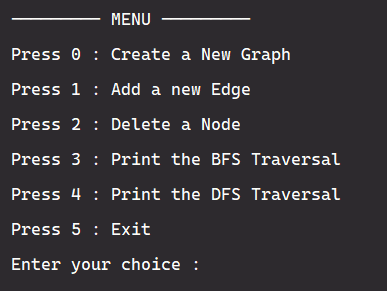 ---------- MENU ----------
Press 0 : Create a New Graph
Press 1 : Add a new Edge
Press 2 : Delete a Node
Press 3 : Print the BFS Traversal
Press 4 : Print the DFS Traversal
Press 5 : Exit
Enter your choice :